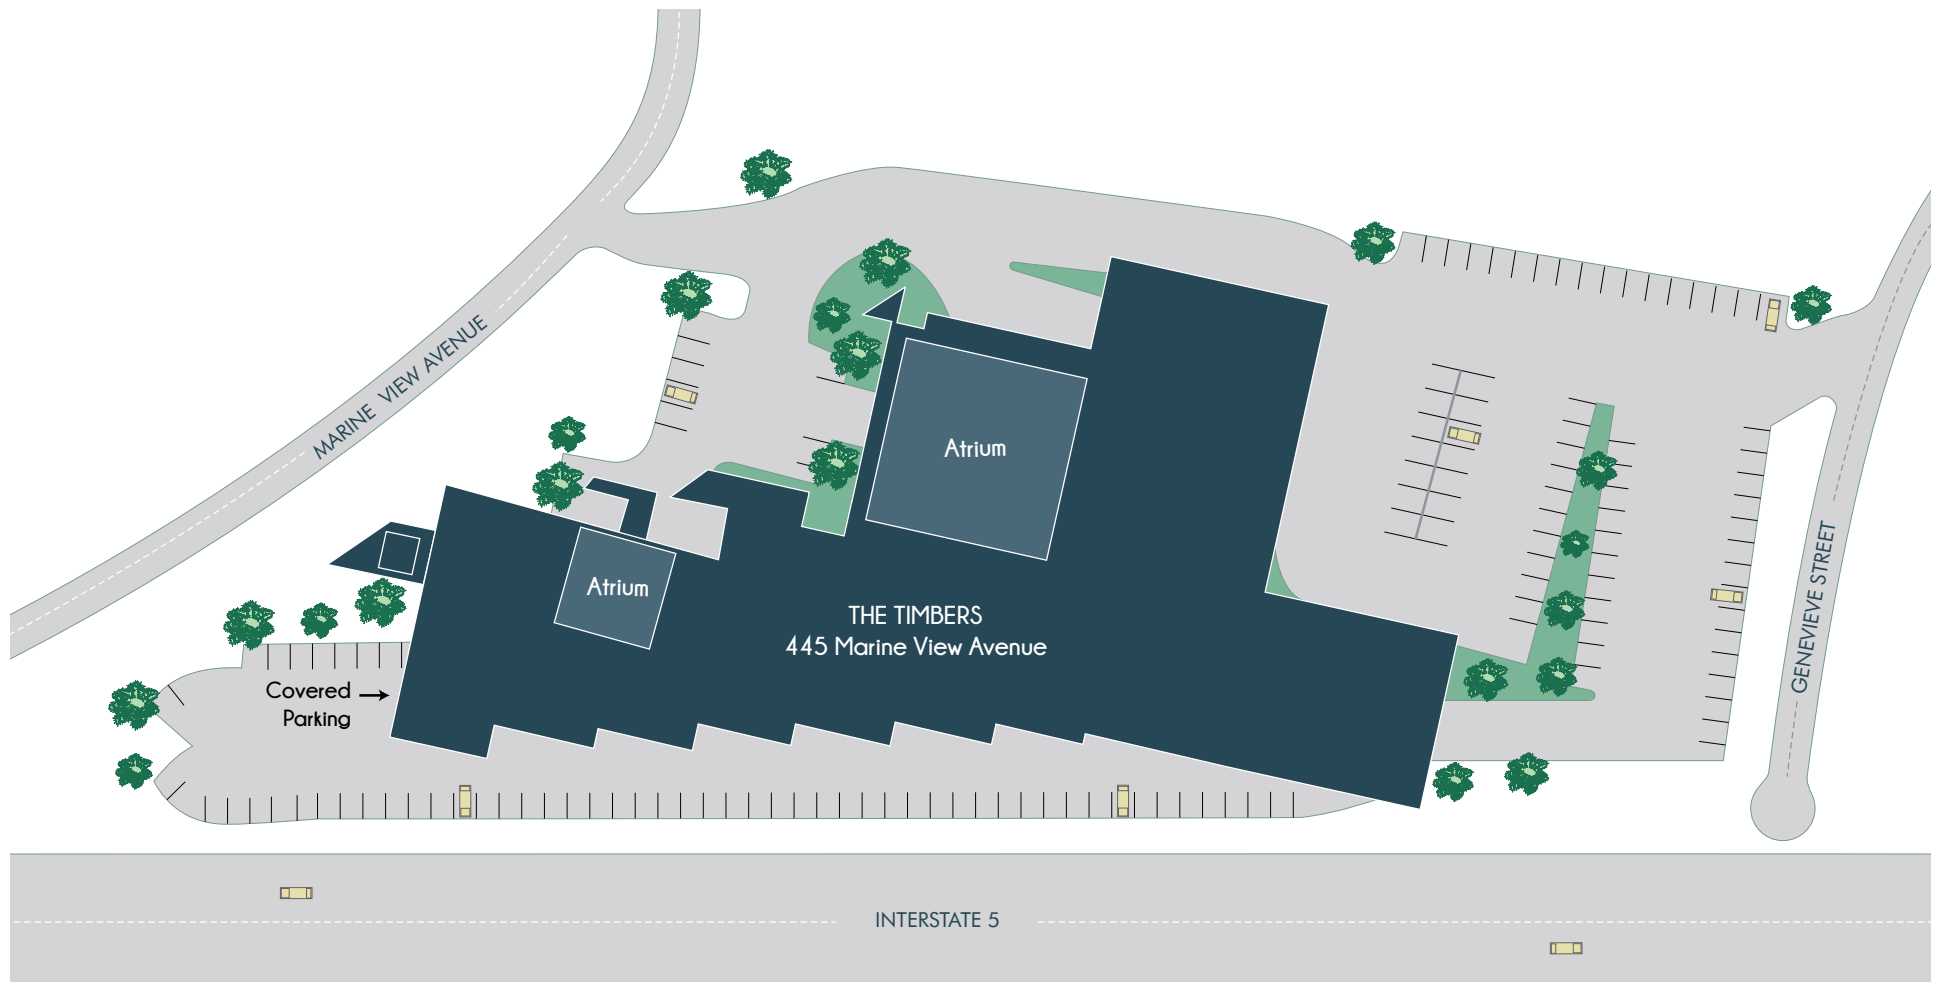 MARINE VIEW AVENUE
Atrium
Atrium
THE TIMBERS
445 Marine View Avenue
Covered
Parking
GENEVIEVE STREET
INTERSTATE 5